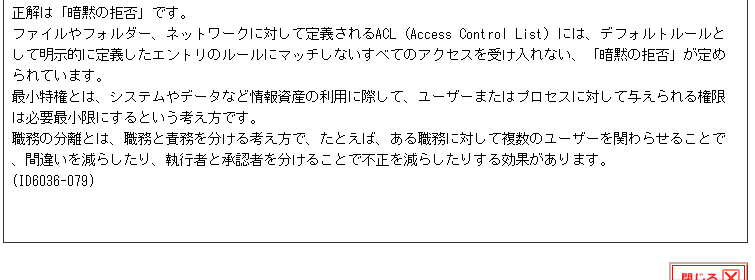 正解は「暗黙の拒否」です。
ファイルやフォルダー、ネットワークに対して定義されるACL (Access Control List) には、デフォルトルールと
して明示的に定義したエントリのルールにマッチしないすべてのアクセスを受け入れない、「暗黙の拒否」が定め
られています。
最小特権とは、システムやデータなど情報資産の利用に際して、ユーザーまたはプロセスに対して与えられる権限
は必要最小限にするという考え方です。
職務の分離とは、職務と責務を分ける考え方で、たとえば、ある職務に対して複数のユーザーを関わらせることで
、間違いを減らしたり、執行者と承認者を分けることで不正を減らしたりする効果があります。
(ID6036-079)
閉じる